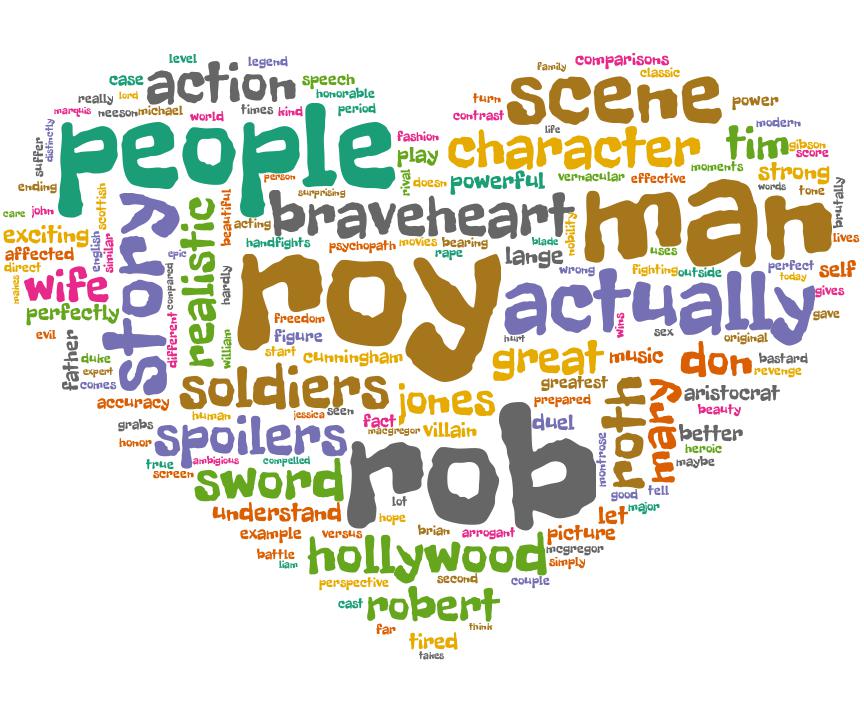 level
legend
family
comparisons
case
action
speech
classic
really
lord
honorable
turn
scene
power
marquis
neeson
michael
world
times
kind
period
contrast
modern
suffer
distinctly
people
fashion
life
character
tim
gibson
score
play
rival
doesn
powerful
vernacular
effective
moments
strong
ending
person
surprising
words
tone
brutally
care
john
scottish
story
realistic
beautiful
acting
braveheart
nobility
man
lives
exciting
english
similar
handfights
psychopath
movies
bearing
blade
uses
affected
epic
rape
lange
direct
wrong
fighting
outside
perfect
today
self
makes
wife
compared
hardly
roy
actually
gives
perfectly
freedom
wins
gave
evil
different
william
figure
hurt
sex
original
father
duke
start
cunningham
great
music
don
bastard
revenge
expert
comes
soldiers
greatest
roth
mary
aristocrat
accuracy
human
jessica
seen
jones
prepared
beauty
grabs
fact
duel
honor
spoilers
macgregor
villain
montrose
better
heroic
true
ambigious
compelled
rob
maybe
screen
sword
good
tell
lot
major
understand
hope
let
example
versus
brian
arrogant
picture
battle
liam
hollywood
mcgregor
simply
perspective
second
couple
cast
robert
far
think
tired
takes